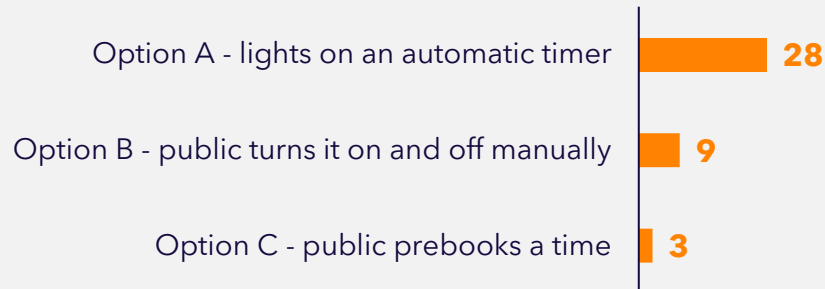 Option A - lights on an automatic timer 28
Option B - public turns it on and off manually 9
Option C - public prebooks a time 3